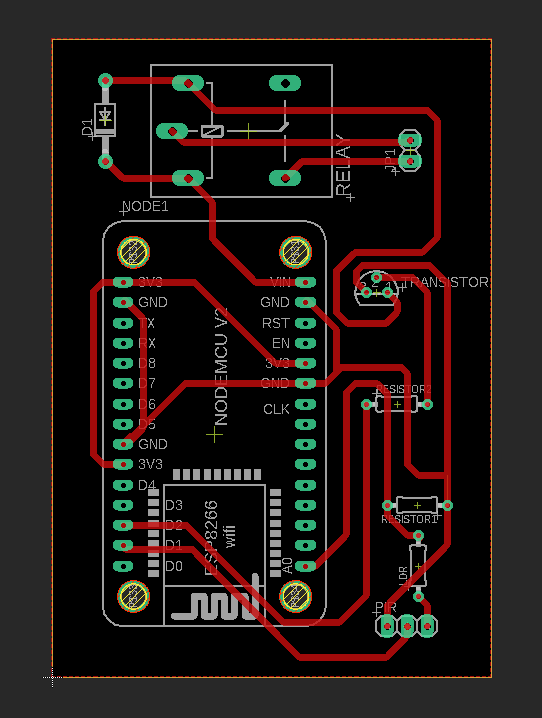 D1
RELAY
JP1
NODE1
3V3
GND
TX
RX
D8
D7
D6
D5
GND
3V3
D4
D3
D2
D1
D0
VIN
GND
RST
EN
3V3
GND
CLK
A0
NODEMCU V2
ESP8266
wifi
TRANSISTOR
RESISTOR2
RESISTOR1
LDR
PIR